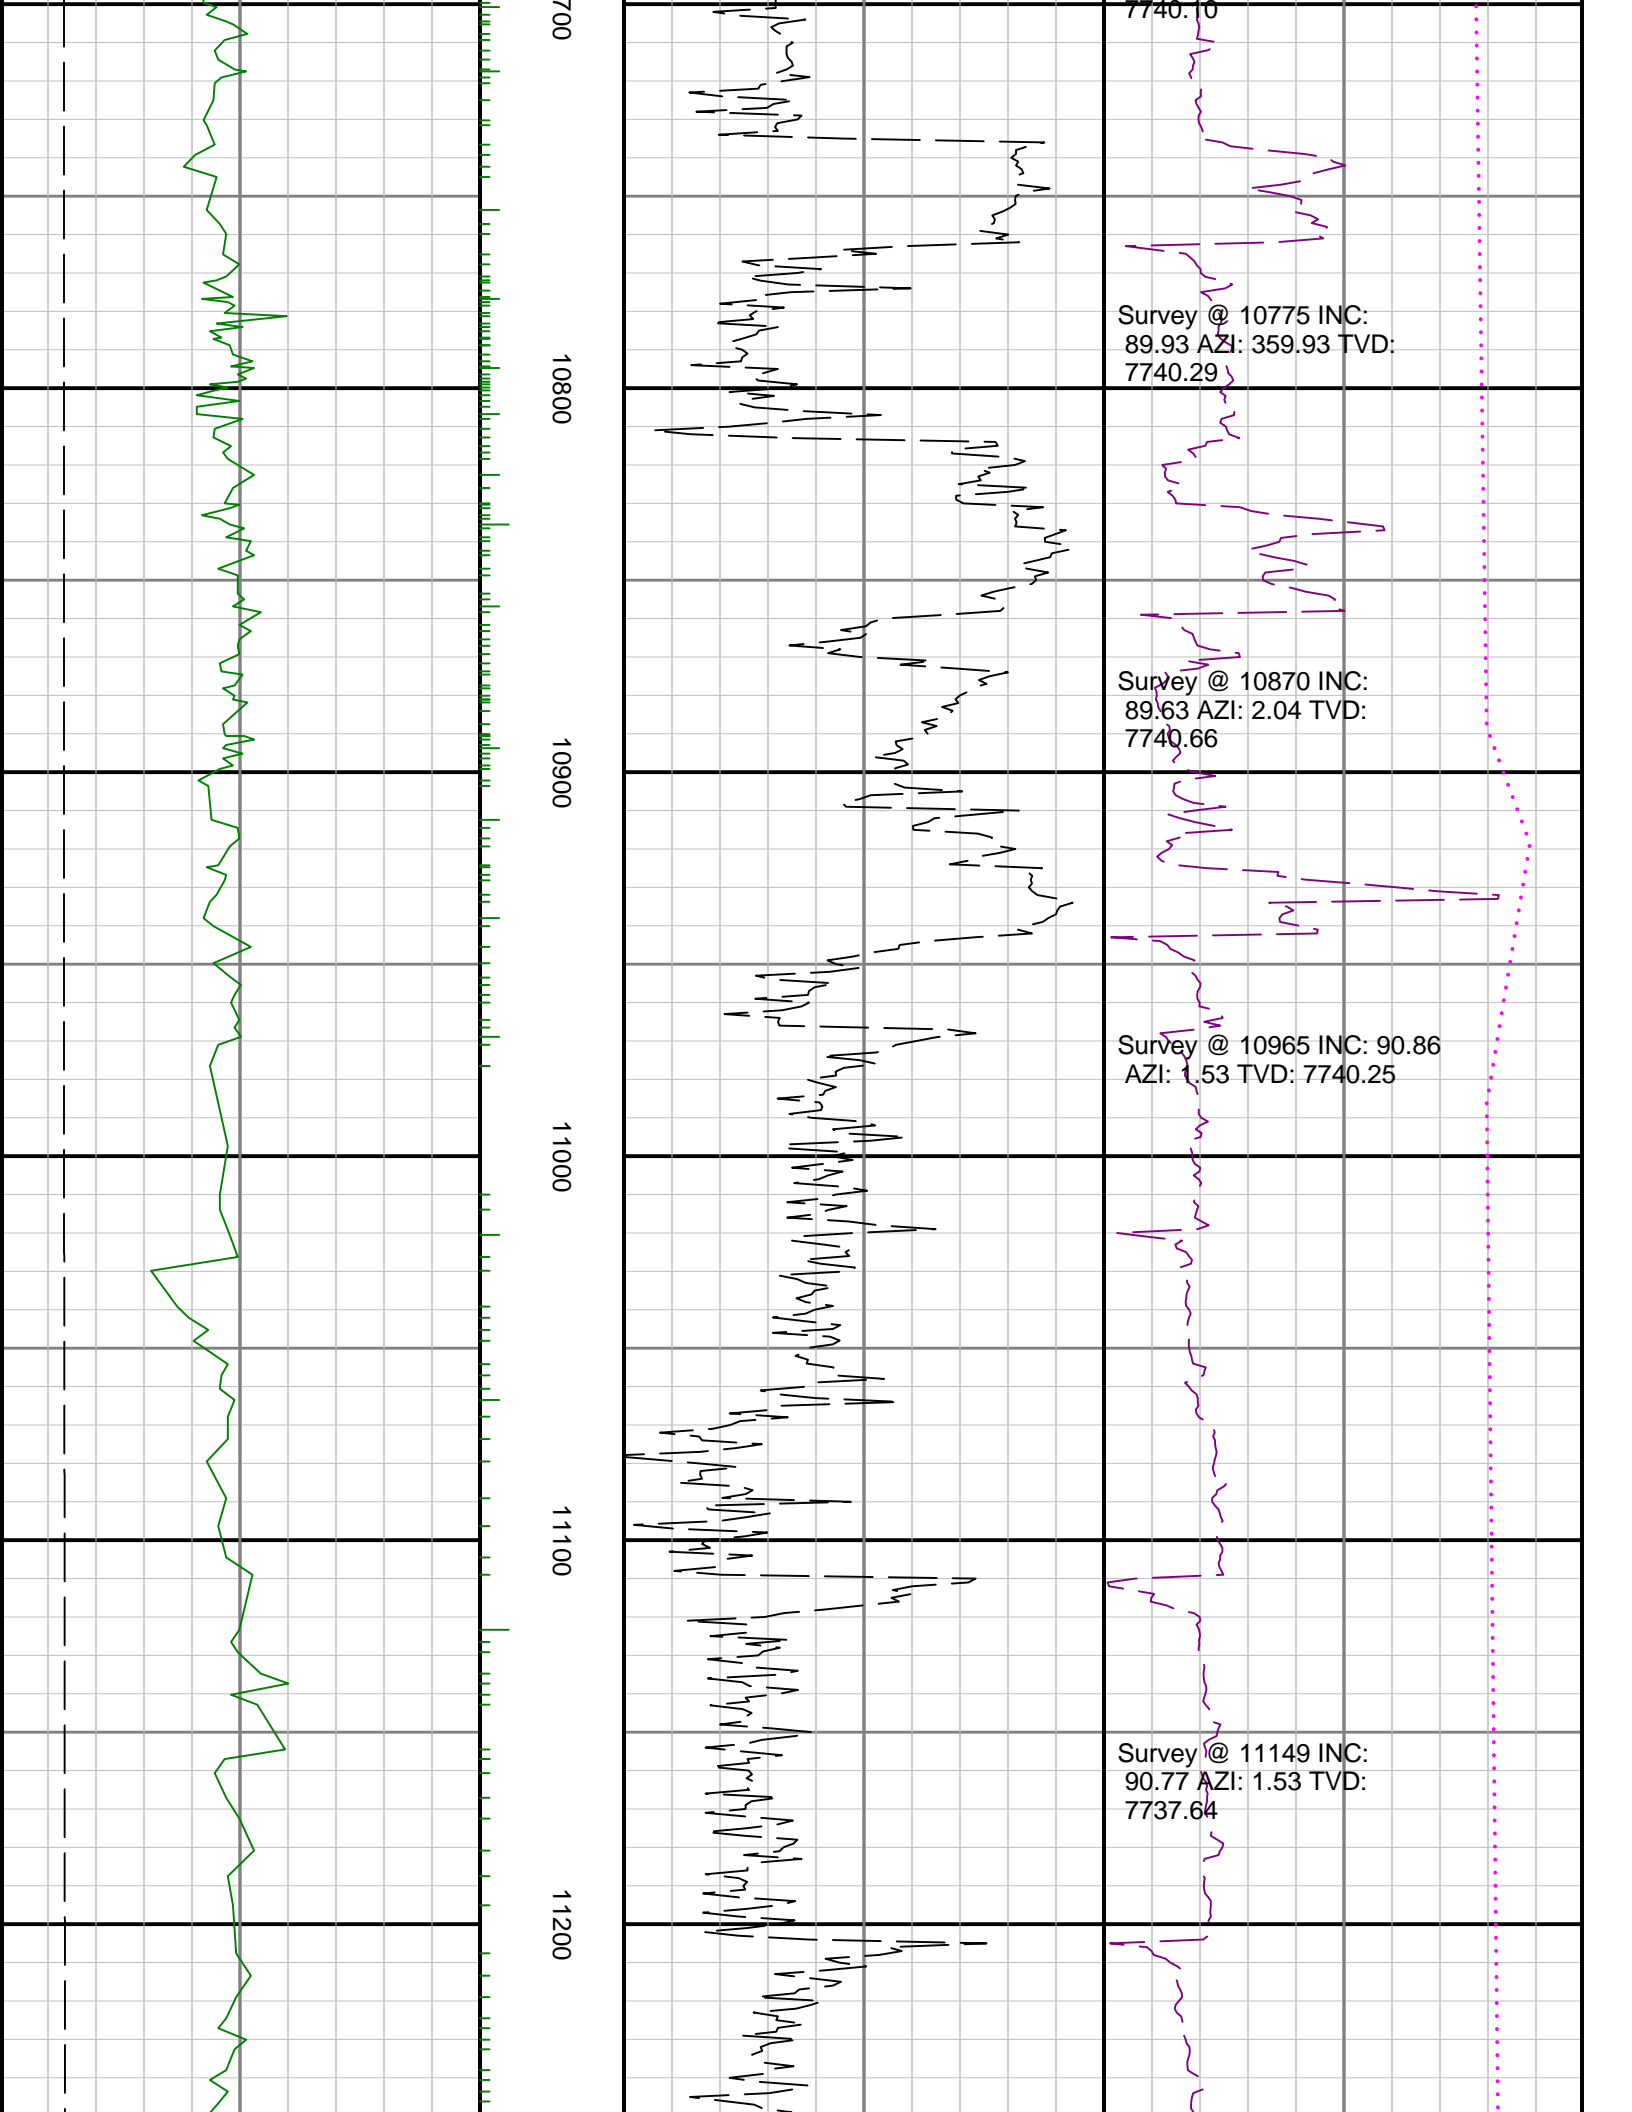 7740.10
700
Survey @ 10775 INC:
89.93 AZI: 359.93 TVD:
7740.29
10800
Survey @ 10870 INC:
89.63 AZI: 2.04 TVD:
7740.66
10900
Survey @ 10965 INC: 90.86
AZI: 1.53 TVD: 7740.25
11000
11100
Survey @ 11149 INC:
90.77 AZI: 1.53 TVD:
7737.64
11200